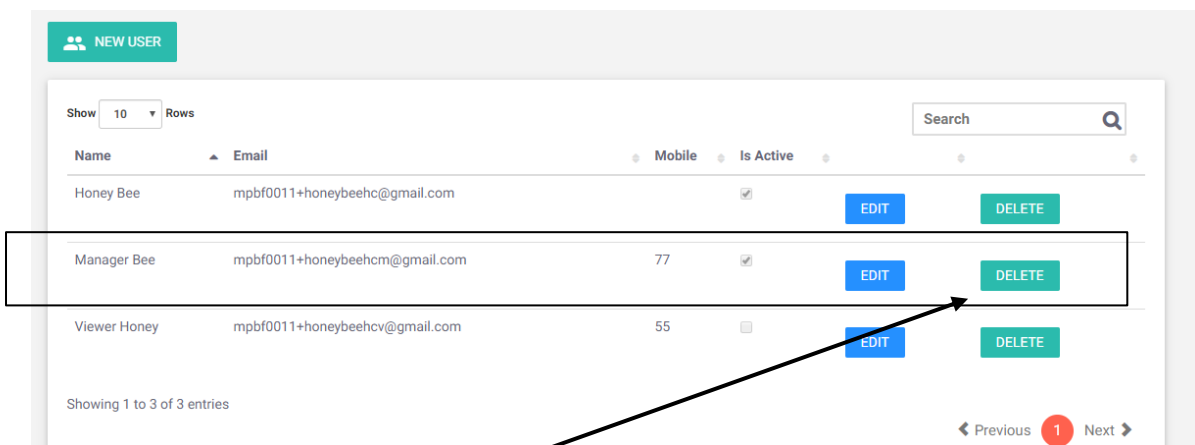 NEW USER
Show 10 Rows
Search
Name Email Mobile Is Active
Honey Bee mpbf0011+honeybeehc@gmail.com
EDIT DELETE
Manager Bee mpbf0011+honeybeehcm@gmail.com 77
EDIT DELETE
Viewer Honey mpbf0011+honeybeehcv@gmail.com 55
EDIT DELETE
Showing 1 to 3 of 3 entries
Previous 1 Next